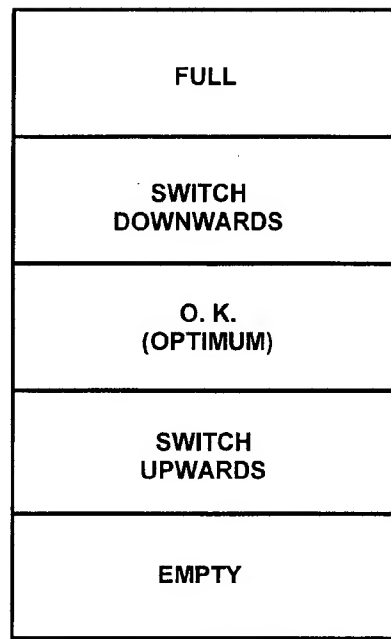 FULL
SWITCH
DOWNWARDS
O. K.
(OPTIMUM)
SWITCH
UPWARDS
EMPTY